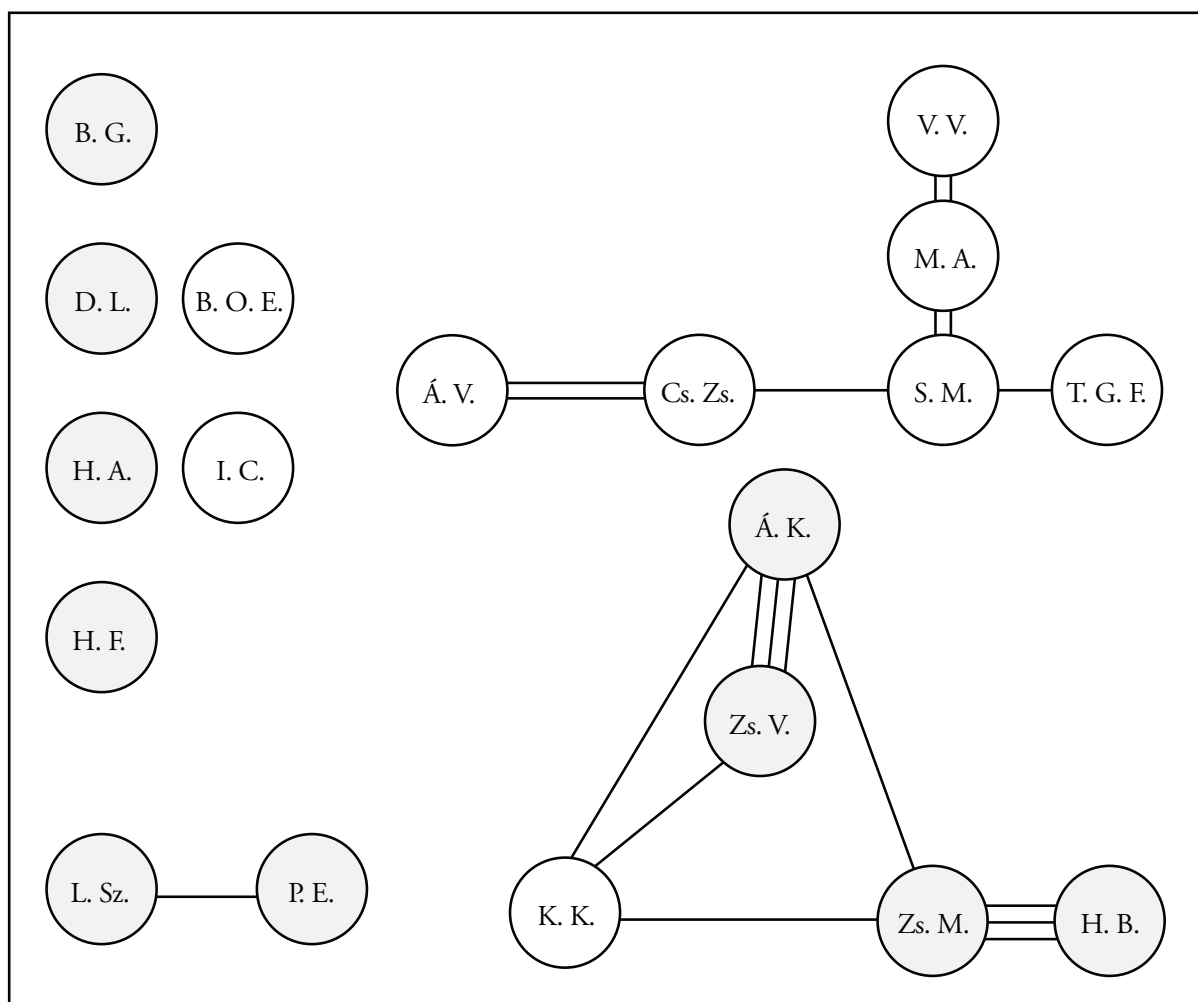 B. G.
V. V.
M. A.
D. L.
B. O. E.
Á. V.
Cs. Zs.
S. M.
T. G. F.
H. A.
I. C.
Á. K.
H. F.
Zs. V.
L. Sz.
P. E.
K. K.
Zs. M.
H. B.